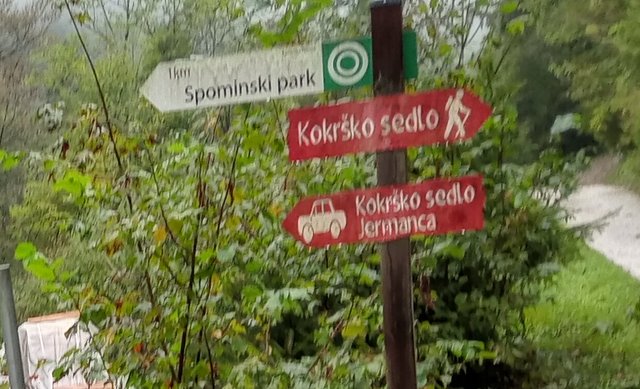 1km
Spominski park
Kokrško sedlo
Kokrško sedlo
Jermanca